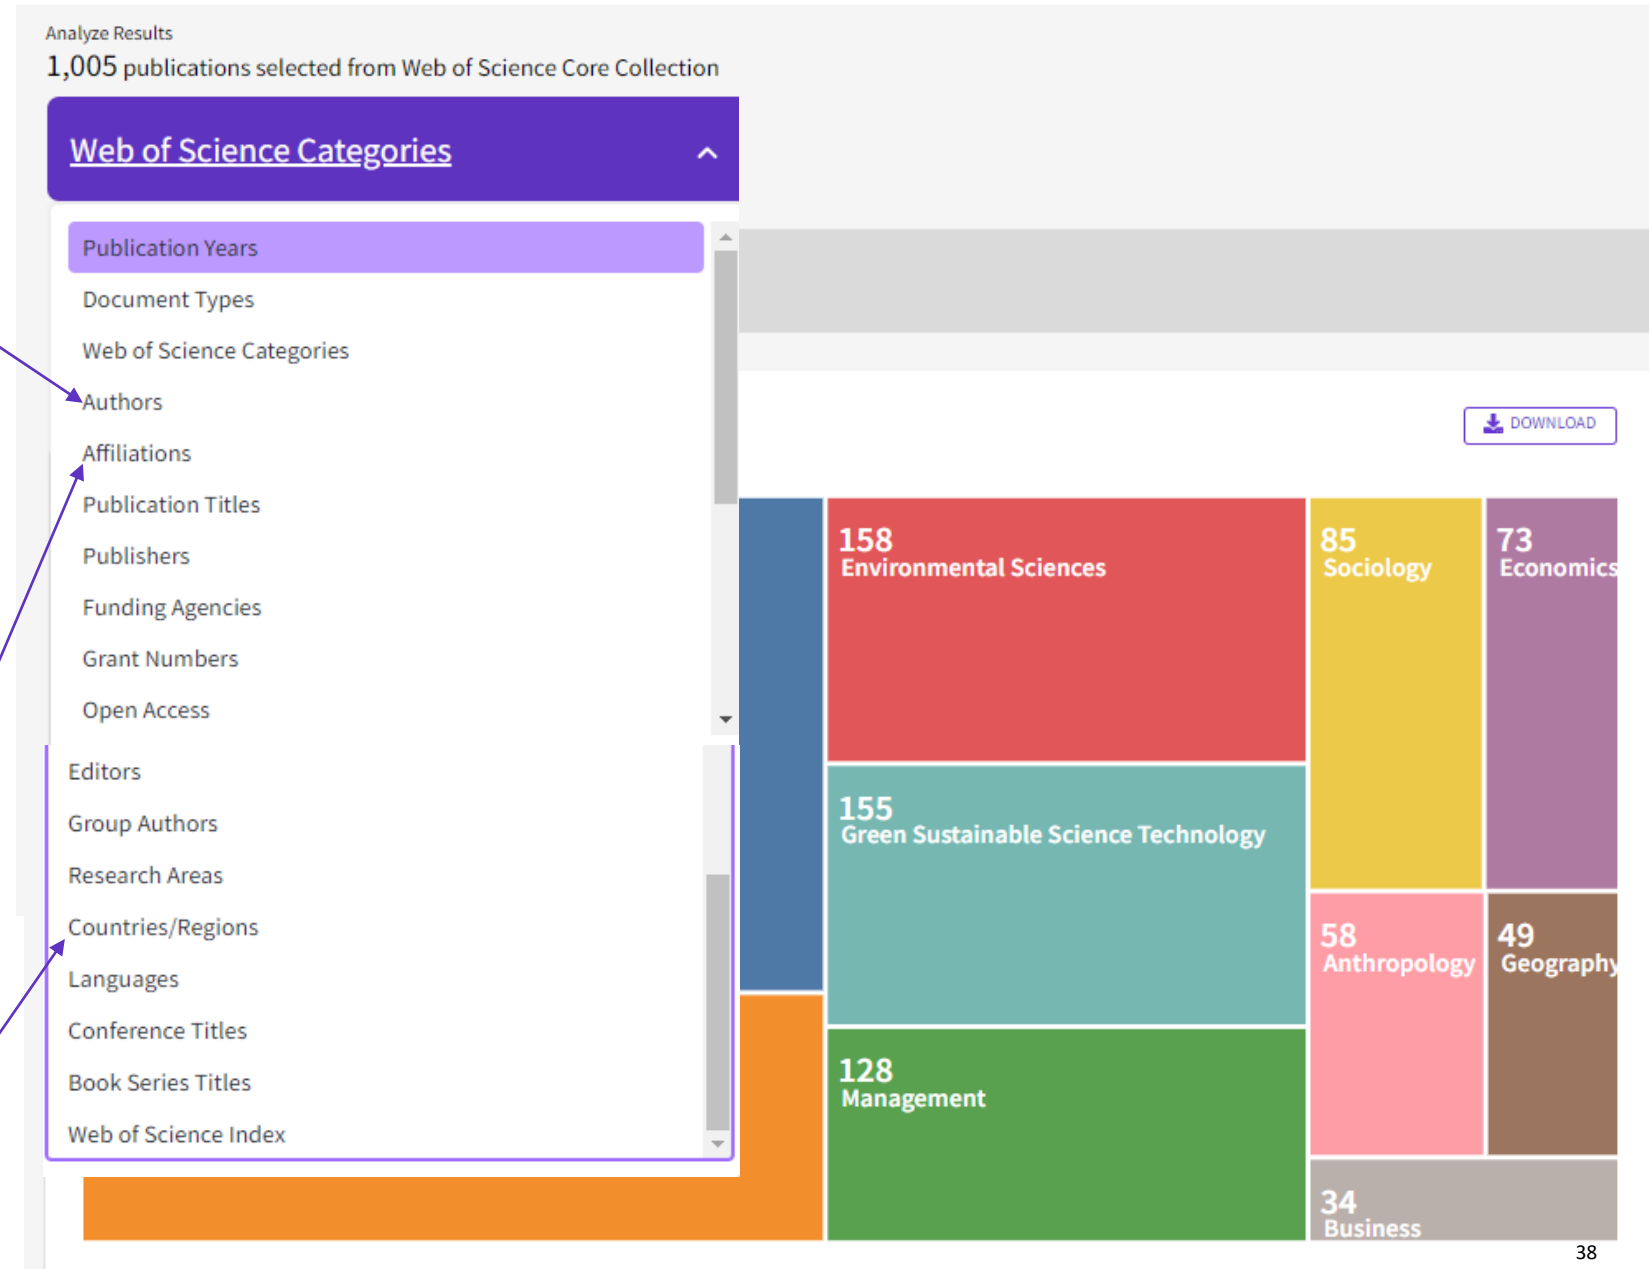 Analyze Results
1,005 publications selected from Web of Science Core Collection
Web of Science Categories
Publication Years
Document Types
Web of Science Categories
Authors
Affiliations
Publication Titles
Publishers
Funding Agencies
Grant Numbers
Open Access
Editors
Group Authors
Research Areas
Countries/Regions
Languages
Conference Titles
Book Series Titles
Web of Science Index
DOWNLOAD
158
Environmental Sciences
155
Green Sustainable Science Technology
128
Management
85
Sociology
73
Economics
58
Anthropology
49
Geography
34
Business
38